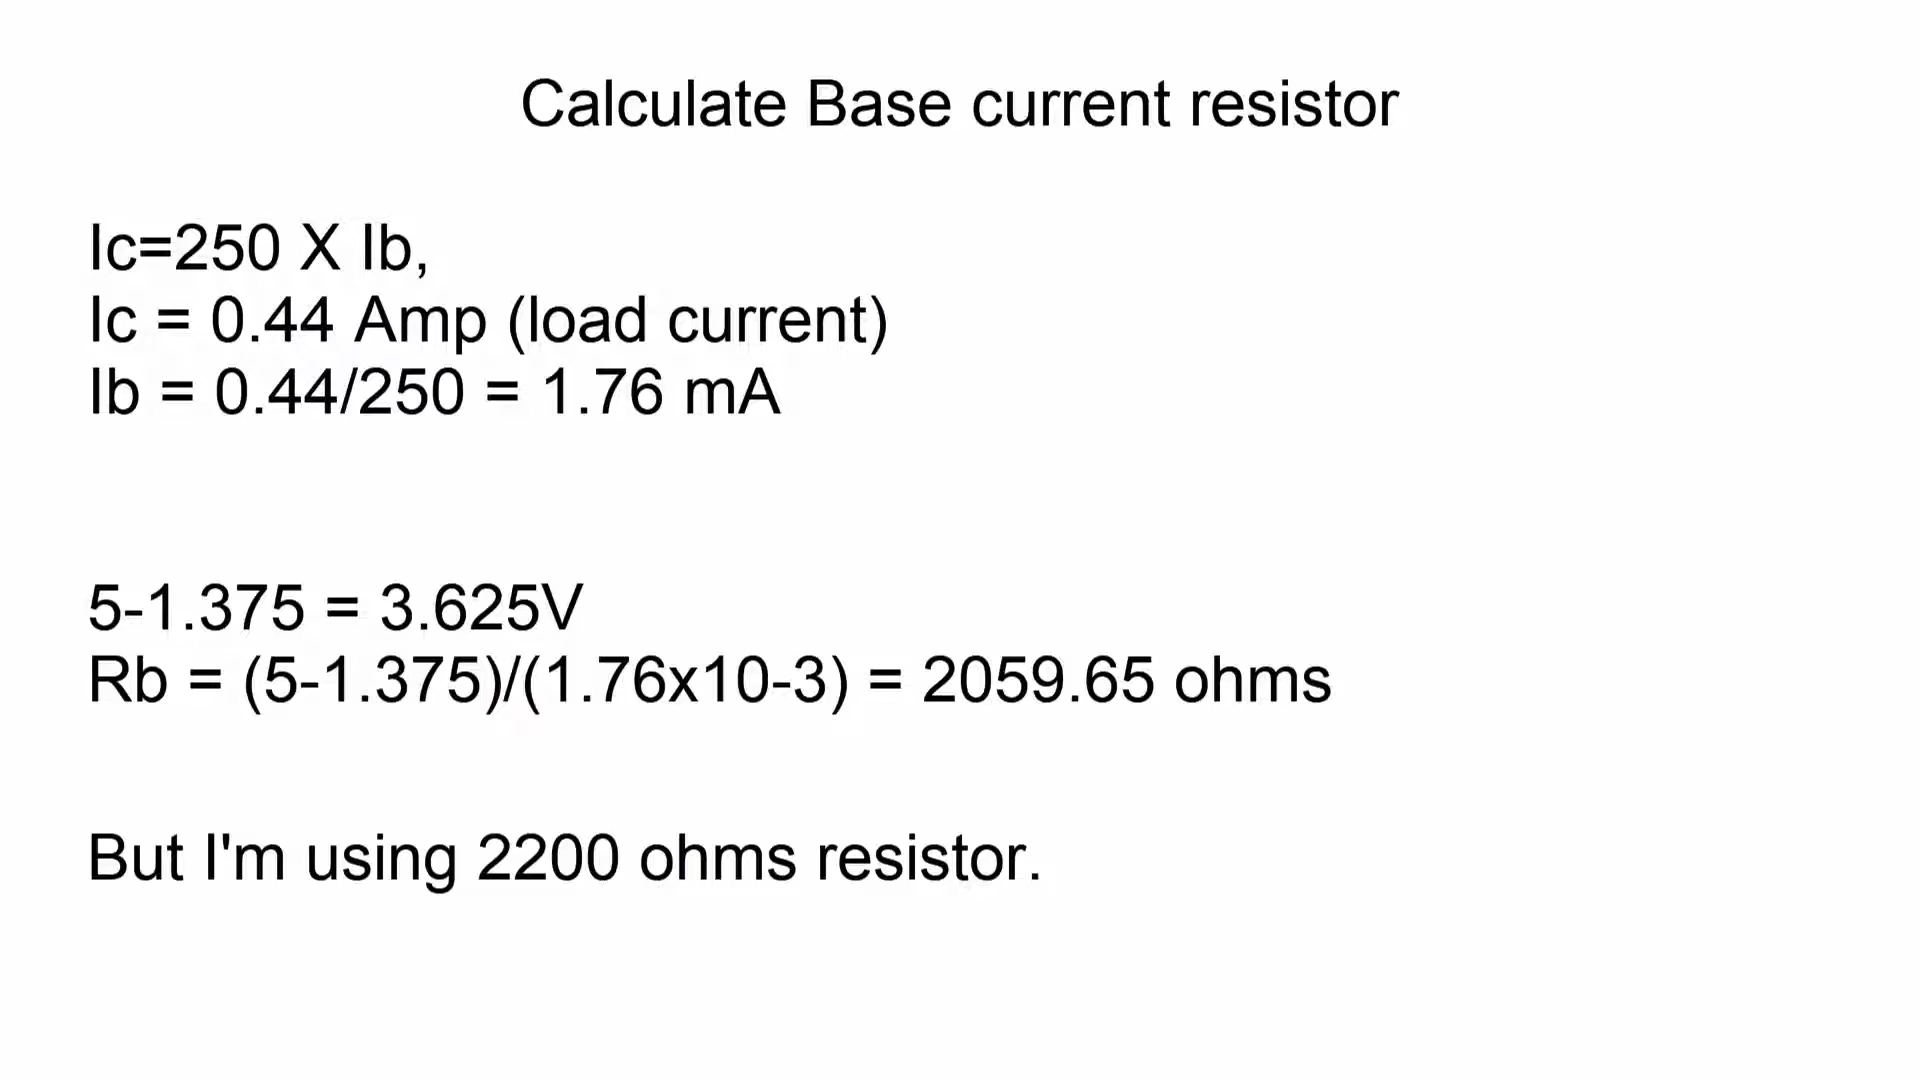 Calculate Base current resistor
Ic=250 X Ib,
Ic = 0.44 Amp (load current)
Ib = 0.44/250 = 1.76 mA
5-1.375 = 3.625V
Rb = (5-1.375)/(1.76x10-3) = 2059.65 ohms
But I'm using 2200 ohms resistor.